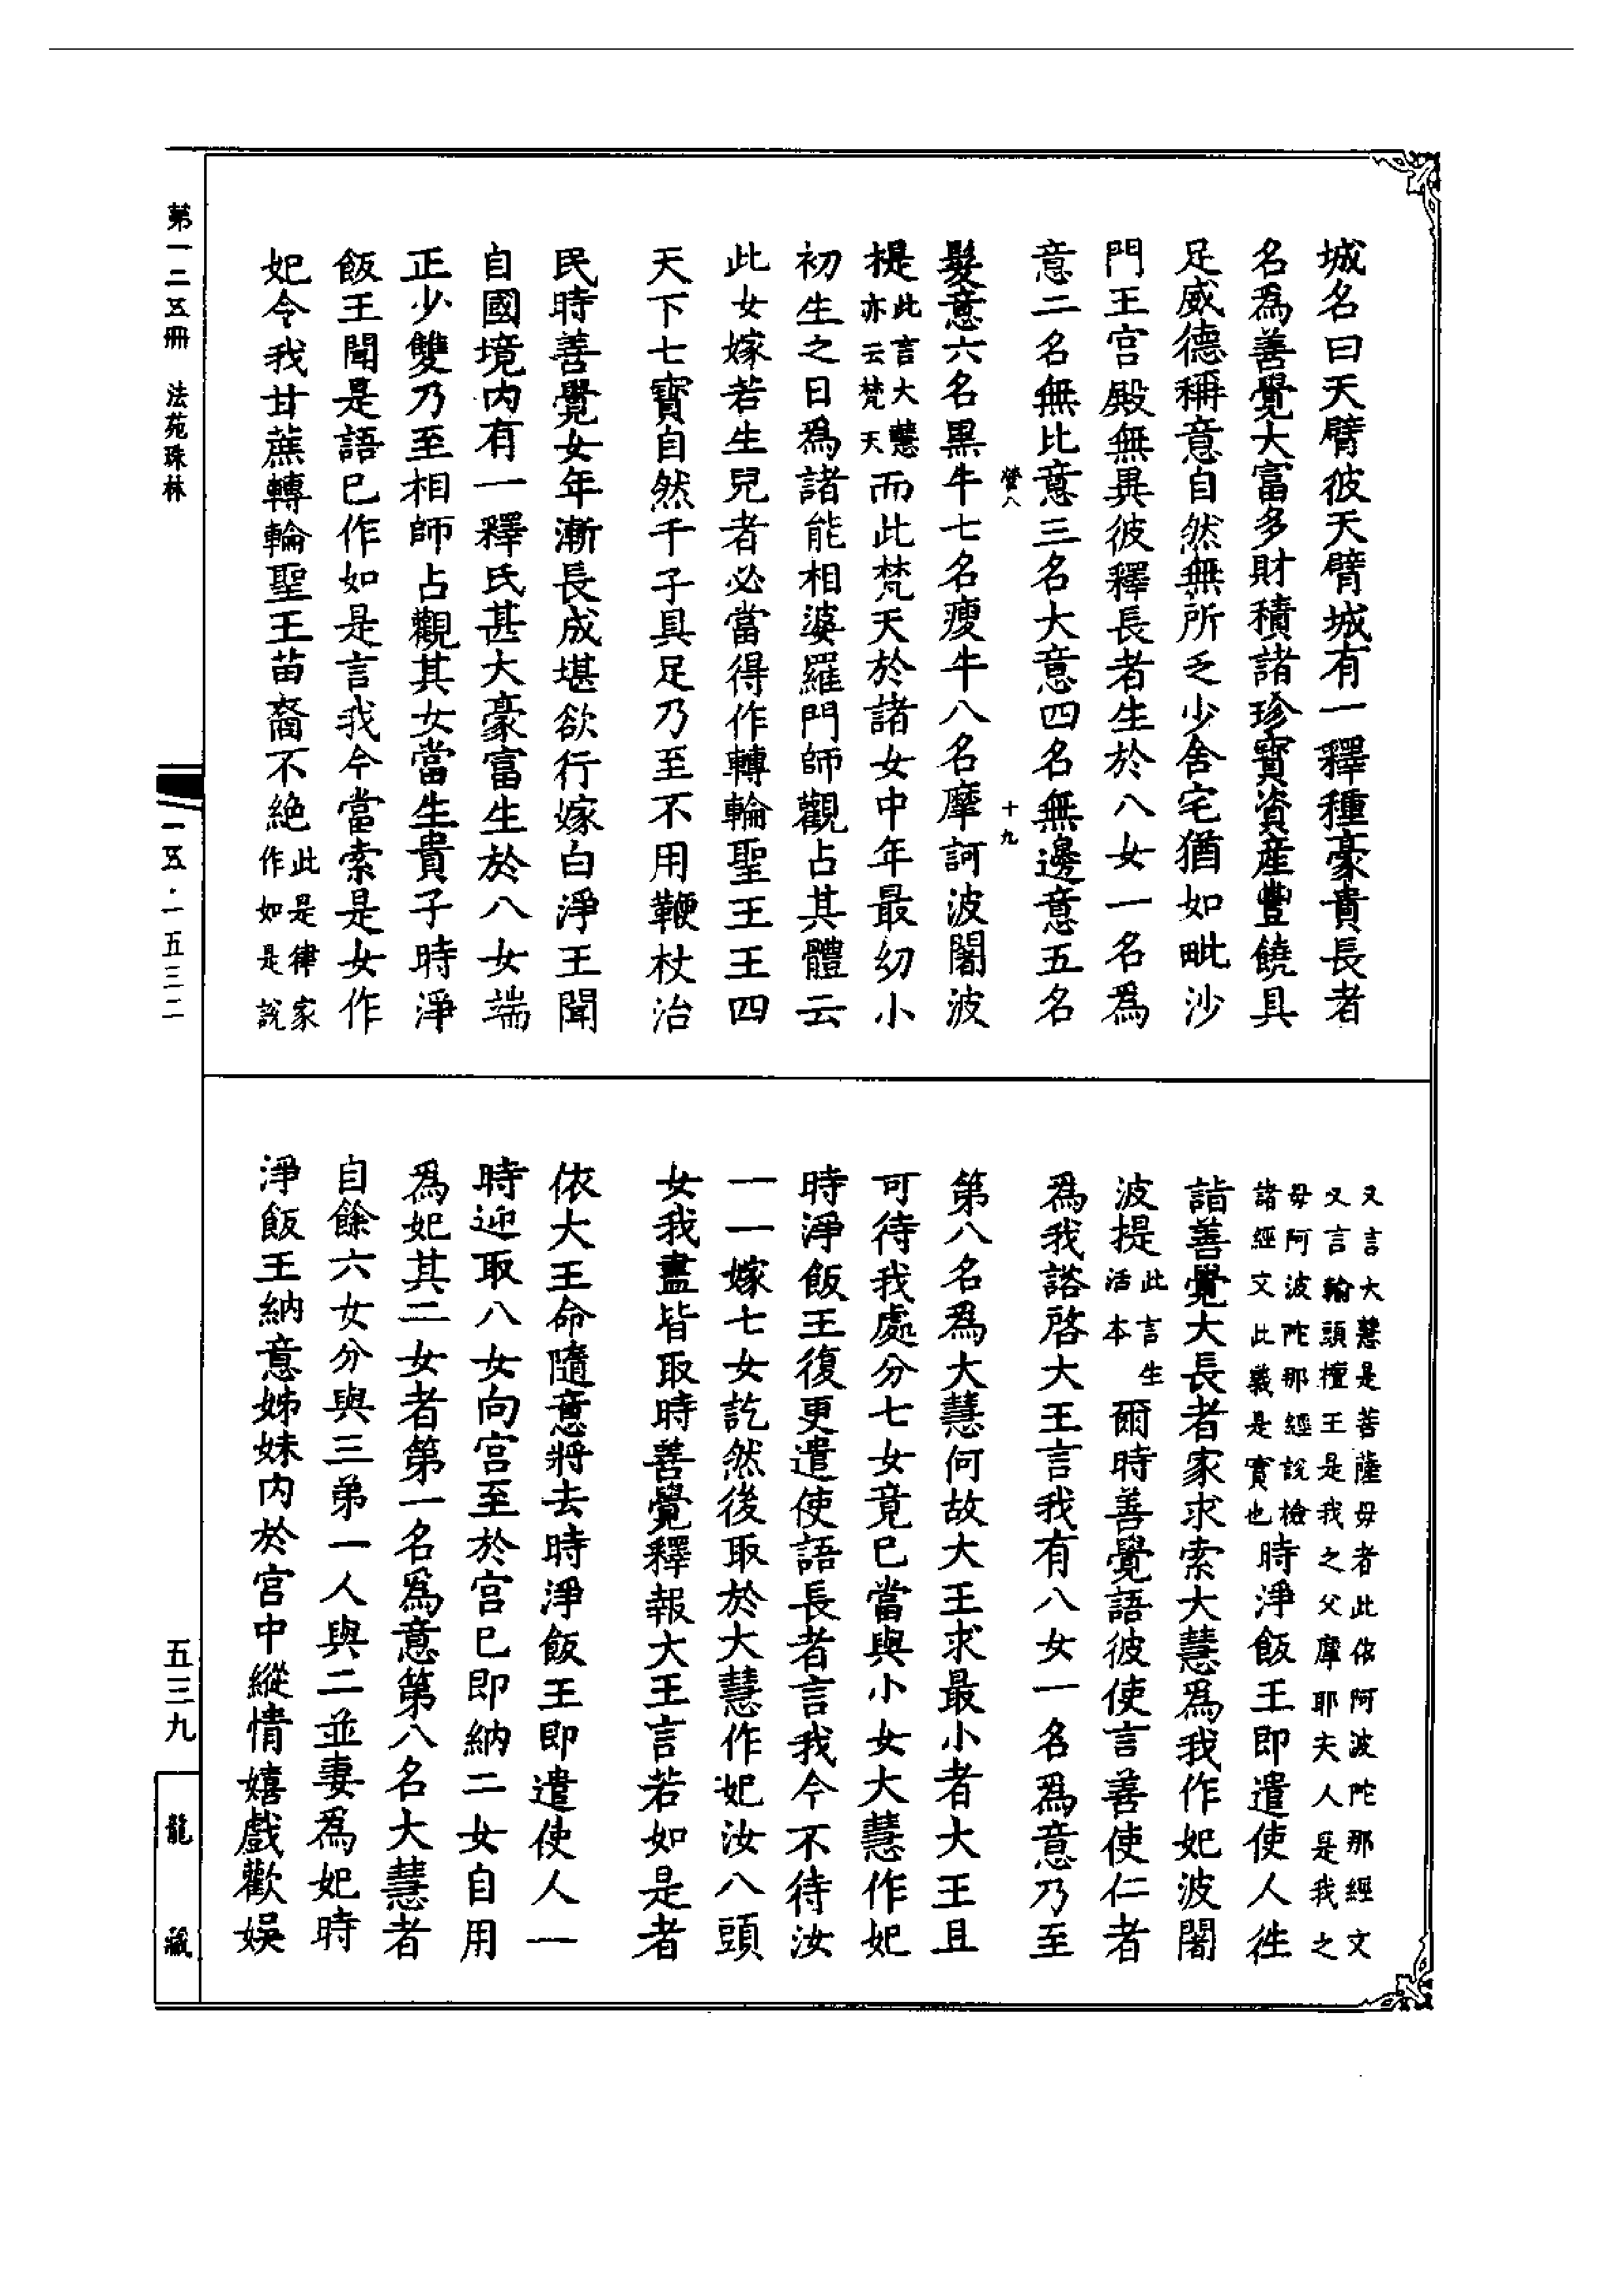 城名曰天臂彼天臂城有一釋種豪貴長者
名爲善覺大富多財積諸珍寶資産豐饒具
足威德稱意自然無所乏少舍宅猶如毗沙
門王宫殿無異彼釋長者生於八女一名爲
意二名無比意三名大意四名無邊意五名
營八 十九
髮意六名黑牛七名瘦牛八名摩訶波闍波
提此言大慧亦云梵天而此梵天於諸女中年最幼小
初生之日爲諸能相婆羅門師觀占其體云
此女嫁若生兒者必當得作轉輪聖王王四
天下七寶自然千子具足乃至不用鞭杖治
民時善覺女年漸長成堪欲行嫁白淨王聞
自國境内有一釋氏甚大豪富生於八女端
正少雙乃至相師占觀其女當生貴子時淨
飯王聞是語已作如是言我今當索是女作
妃令我甘蔗轉輪聖王苗裔不絶此是律家作如是說
又言大慧是菩薩母者此依阿波陀那經文
又言輸頭檀王是我之父摩耶夫人是我之
母阿波陀那經說檢諸經文此義是實也時淨飯王即遣使人徃
詣善覺大長者家求索大慧爲我作妃波闍
波提此言生活本爾時善覺語彼使言善使仁者
爲我諮啓大王言我有八女一名爲意乃至
第八名爲大慧何故大王求最小者大王且
可待我處分七女竟已當與小女大慧作妃
時淨飯王復更遣使語長者言我今不待汝
一一嫁七女訖然後取於大慧作妃汝八頭
女我盡皆取時善覺釋報大王言若如是者
依大王命隨意將去時淨飯王即遣使人一
時迎取八女向宫至於宫已即納二女自用
爲妃其二女者第一名爲意第八名大慧者
自餘六女分與三弟一人與二並妻爲妃時
淨飯王納意姊妹内於宫中縱情嬉戲歡娛
第一二五冊 法苑珠林
一五·一五三二
五三九
龍藏